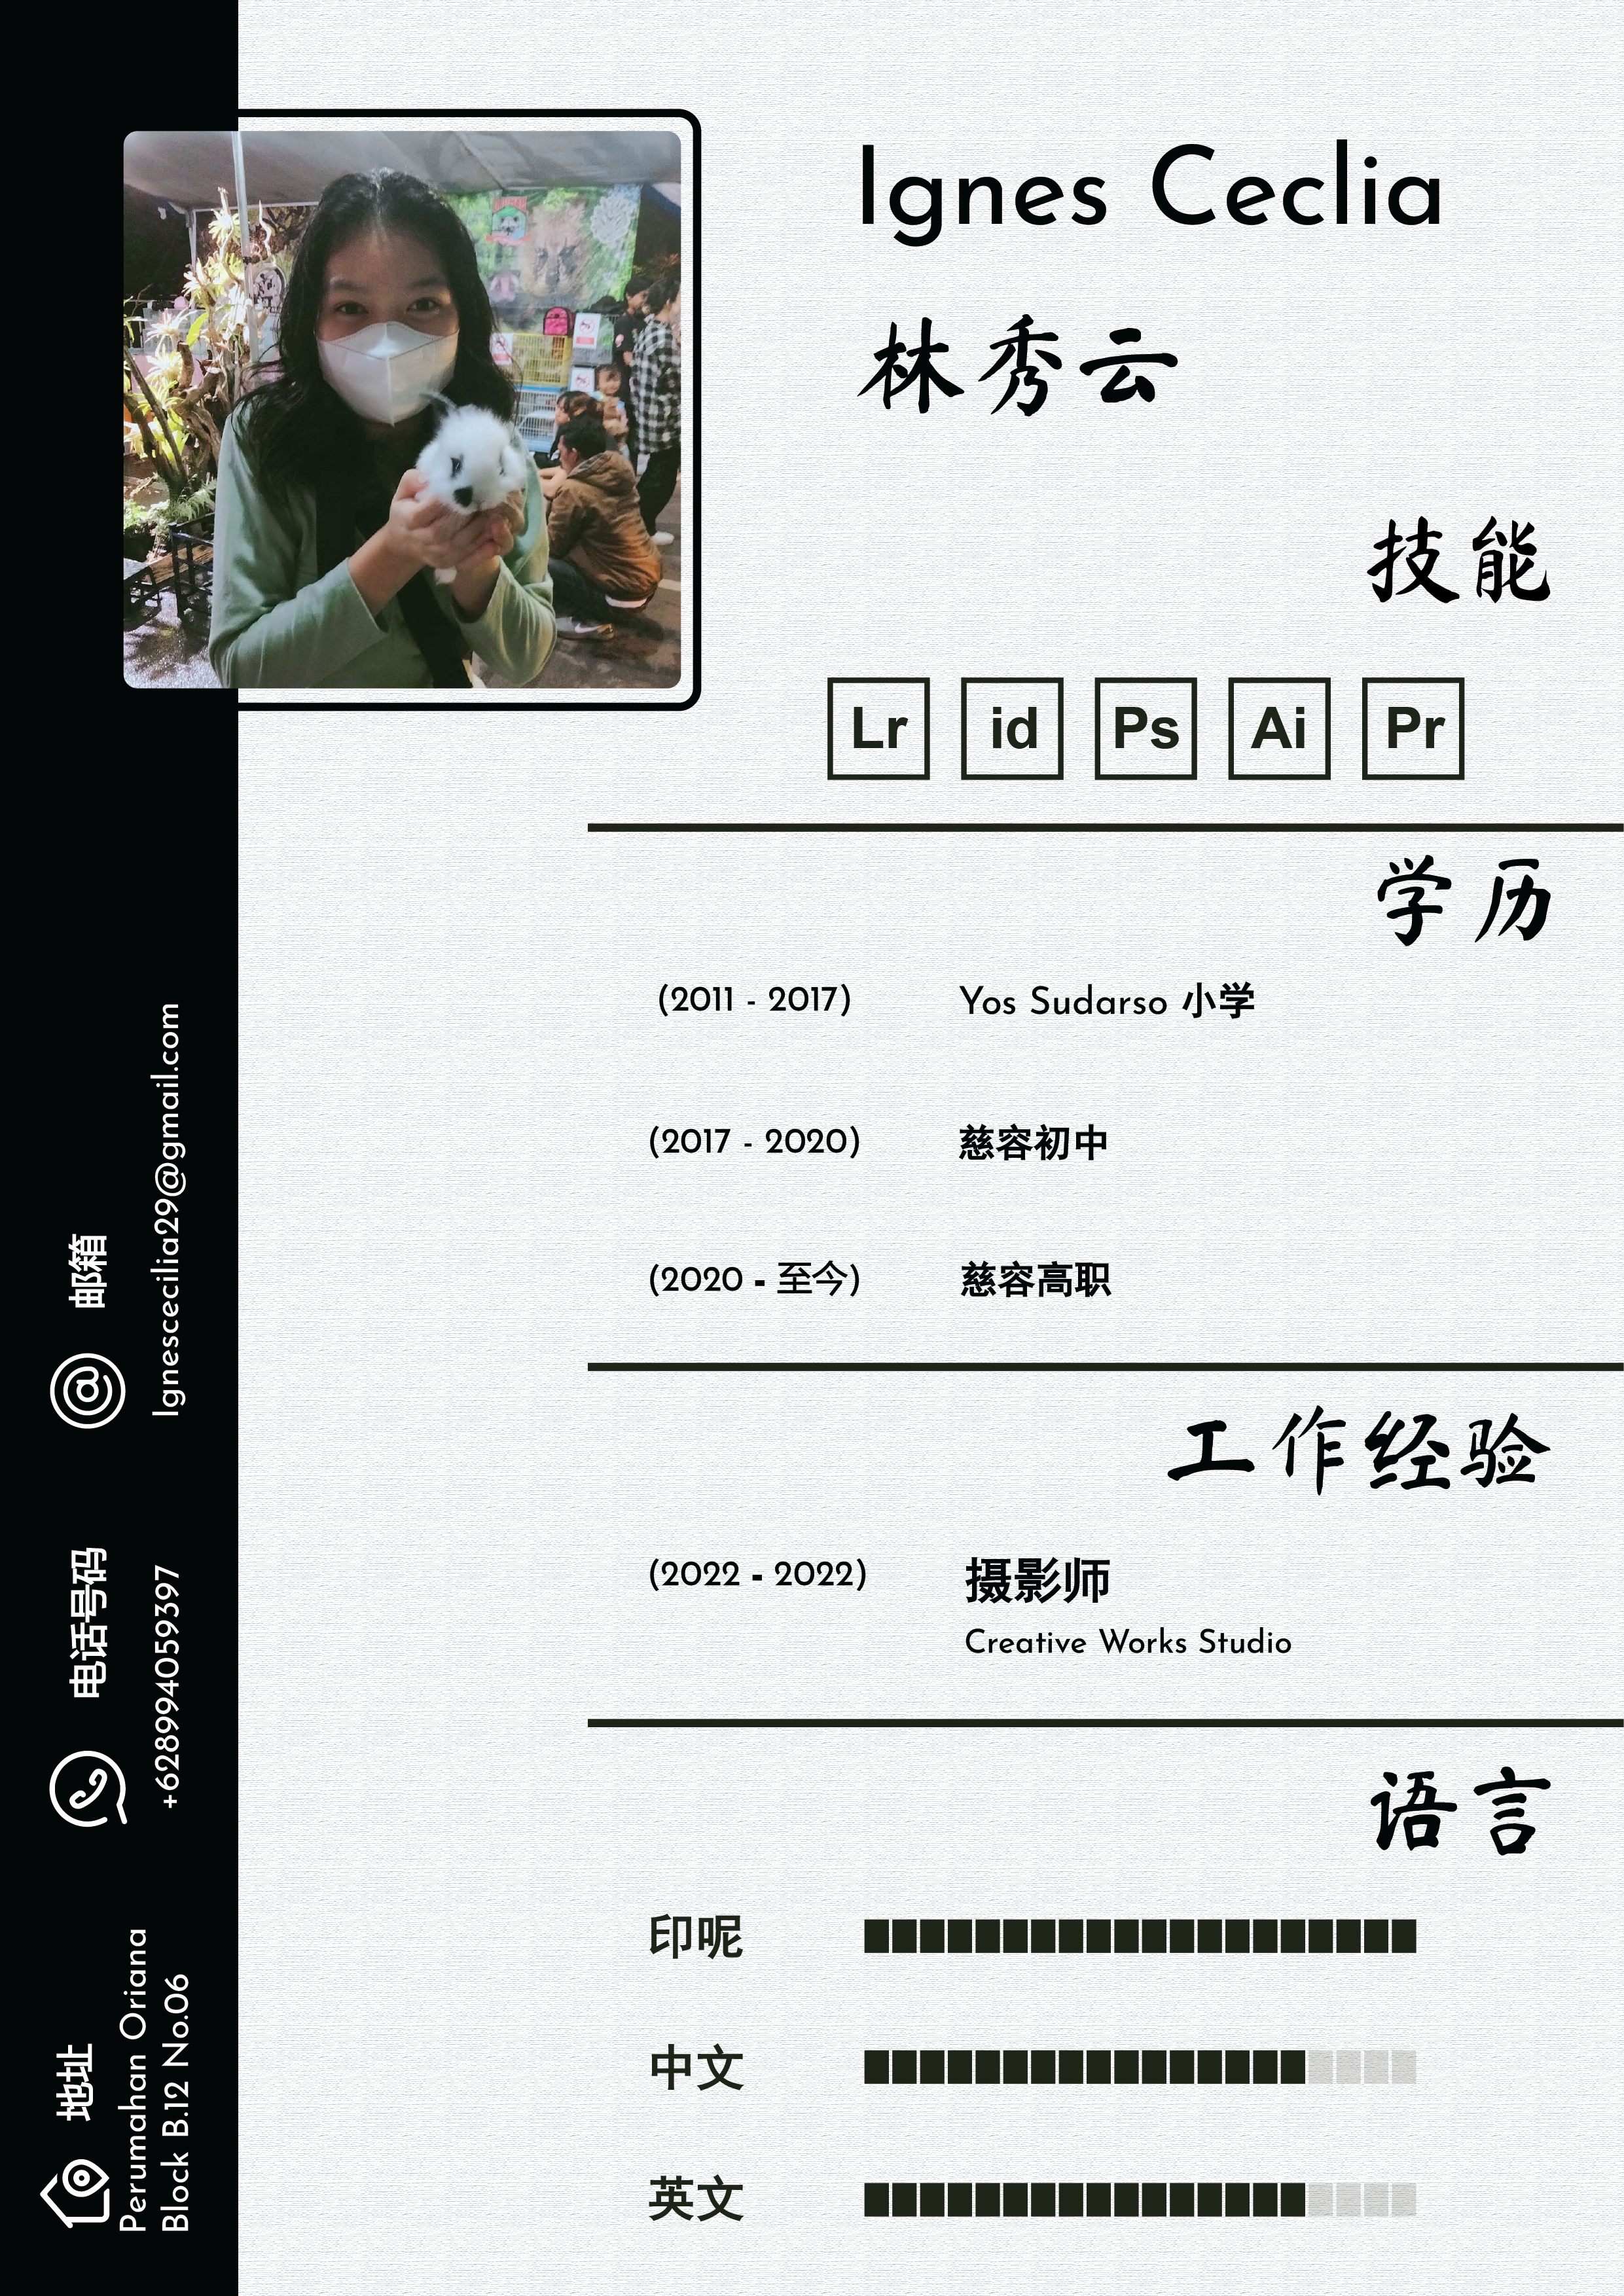 Ignes Ceclia
林秀云
技能
Lr id Ps Ai Pr
学历
(2011 - 2017) Yos Sudarso 小学
(2017 - 2020) 慈容初中
(2020 - 至今) 慈容高职
工作经验
(2022 - 2022) 摄影师
Creative Works Studio
语言
印呢
中文
英文
邮箱
Ignescecilia29@gmail.com
电话号码
+628994059397
地址
Perumahan Oriana
Block B.12 No.06